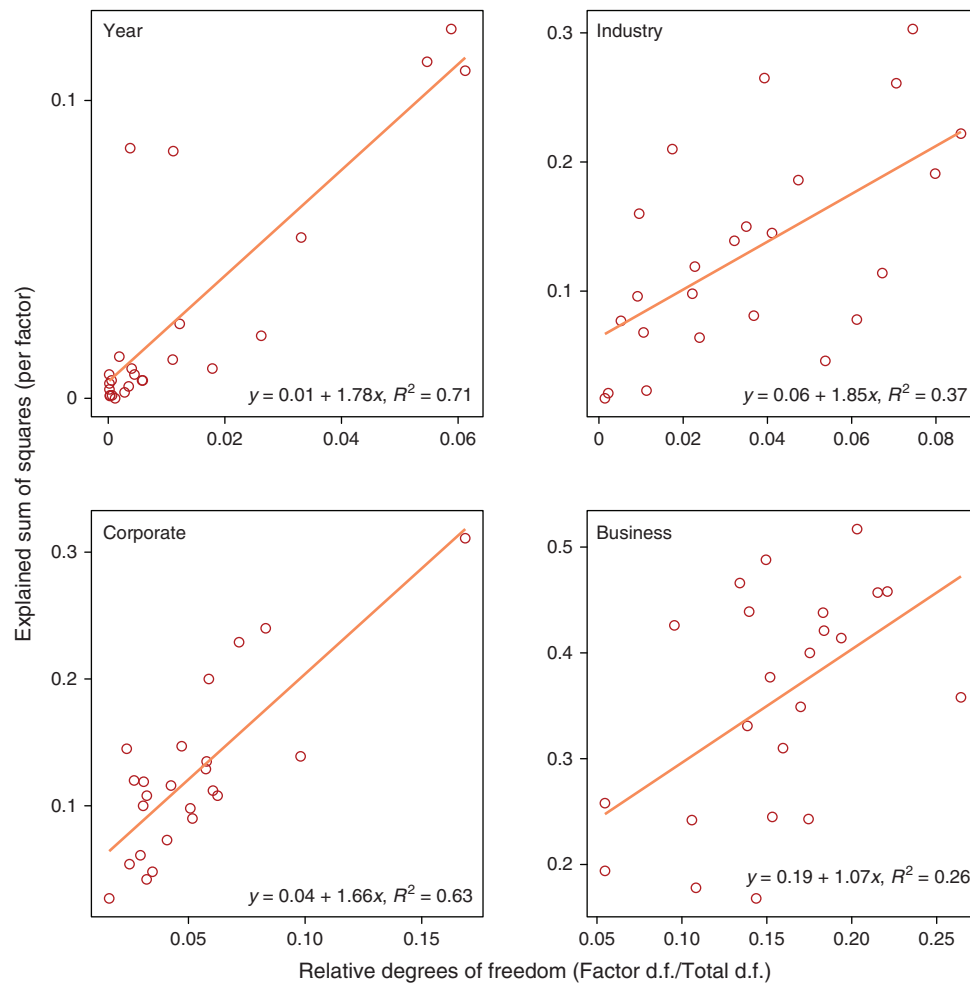 Year
0.1
0
0
0.02
0.04
0.06
y = 0.01 + 1.78x, R² = 0.71
Industry
0.3
0.2
0.1
0
0.02
0.04
0.06
0.08
y = 0.06 + 1.85x, R² = 0.37
Corporate
0.3
0.2
0.1
0.05
0.10
0.15
y = 0.04 + 1.66x, R² = 0.63
Business
0.5
0.4
0.3
0.2
0.05
0.10
0.15
0.20
0.25
y = 0.19 + 1.07x, R² = 0.26
Explained sum of squares (per factor)
Relative degrees of freedom (Factor d.f./Total d.f.)